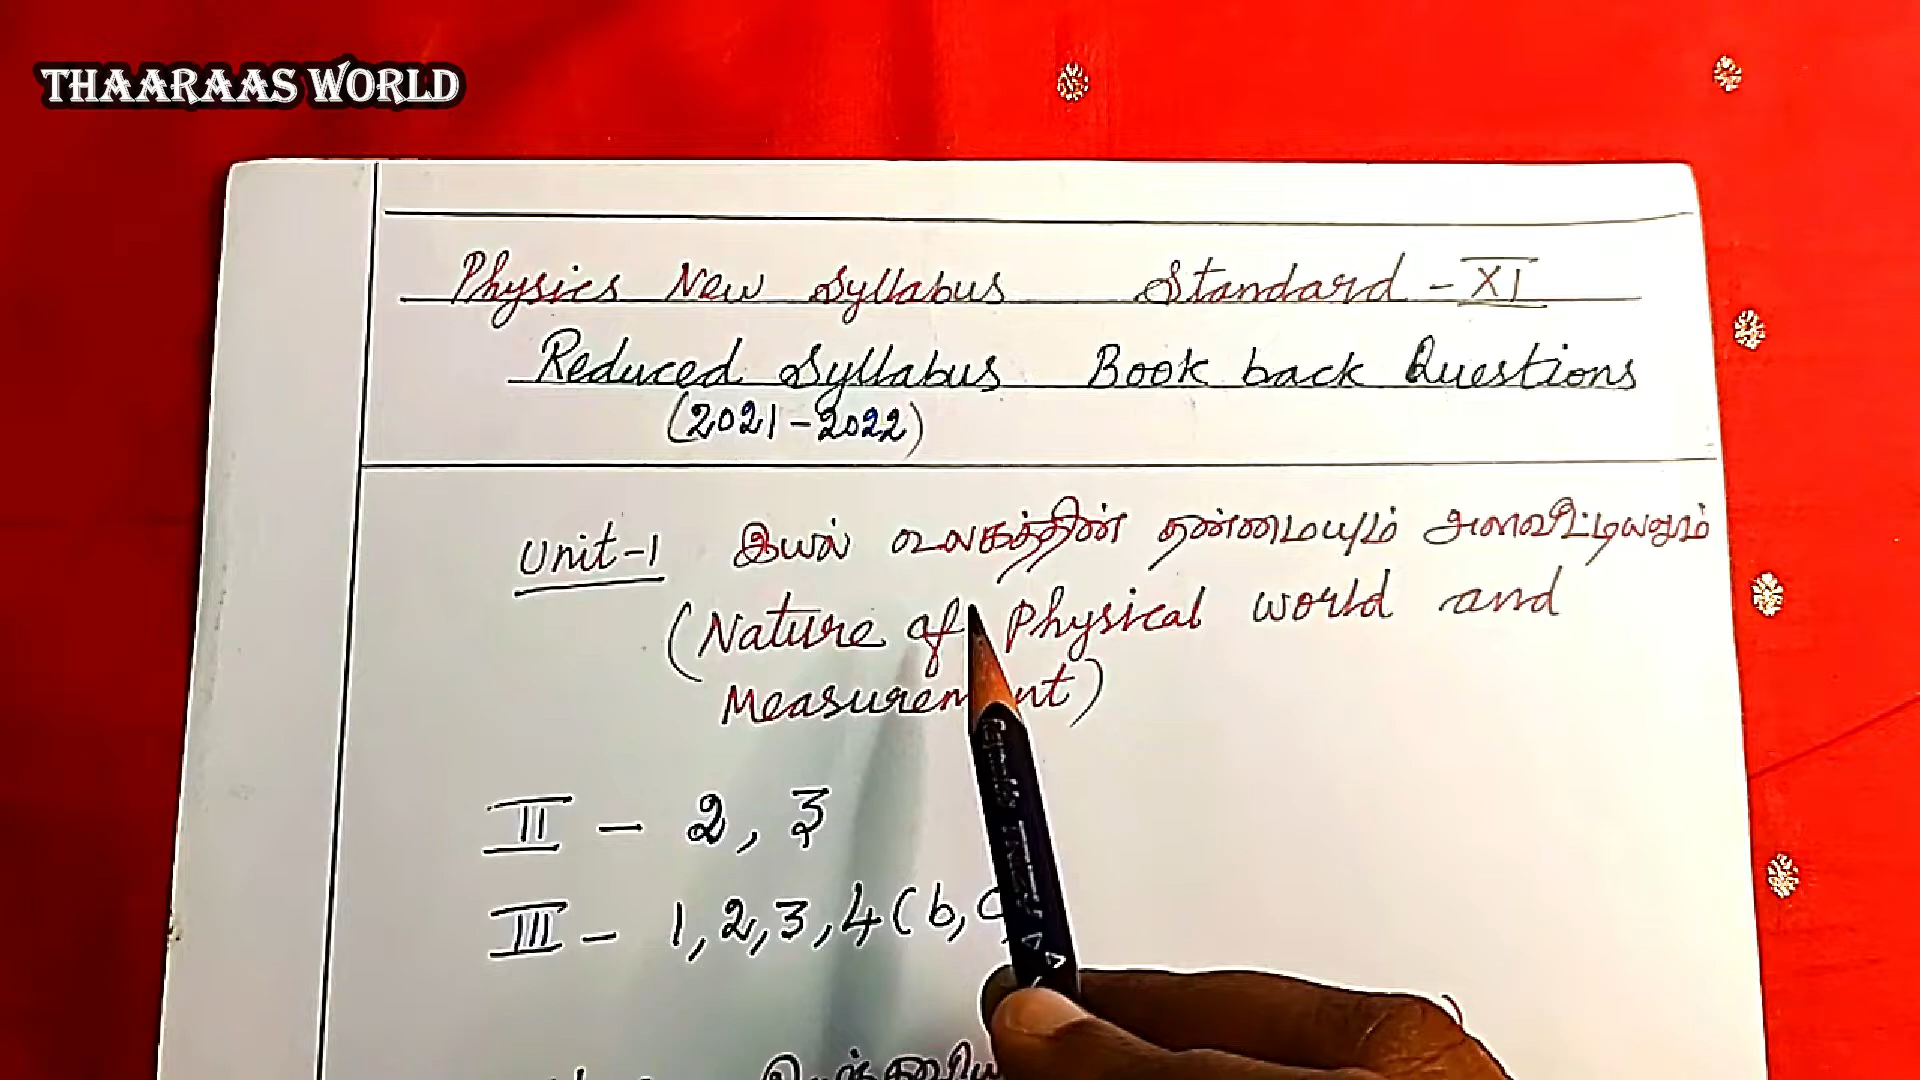 THAARAAS WORLD
Physics New Syllabus Standard - XI
Reduced Syllabus Book back Questions
(2021-2022)
Unit-1 இயல் உலகத்தின் தன்மையும் அளவீட்டியலும்
(Nature of Physical world and
Measurement)
II - 2, 3
III - 1, 2, 3, 4 (b, c